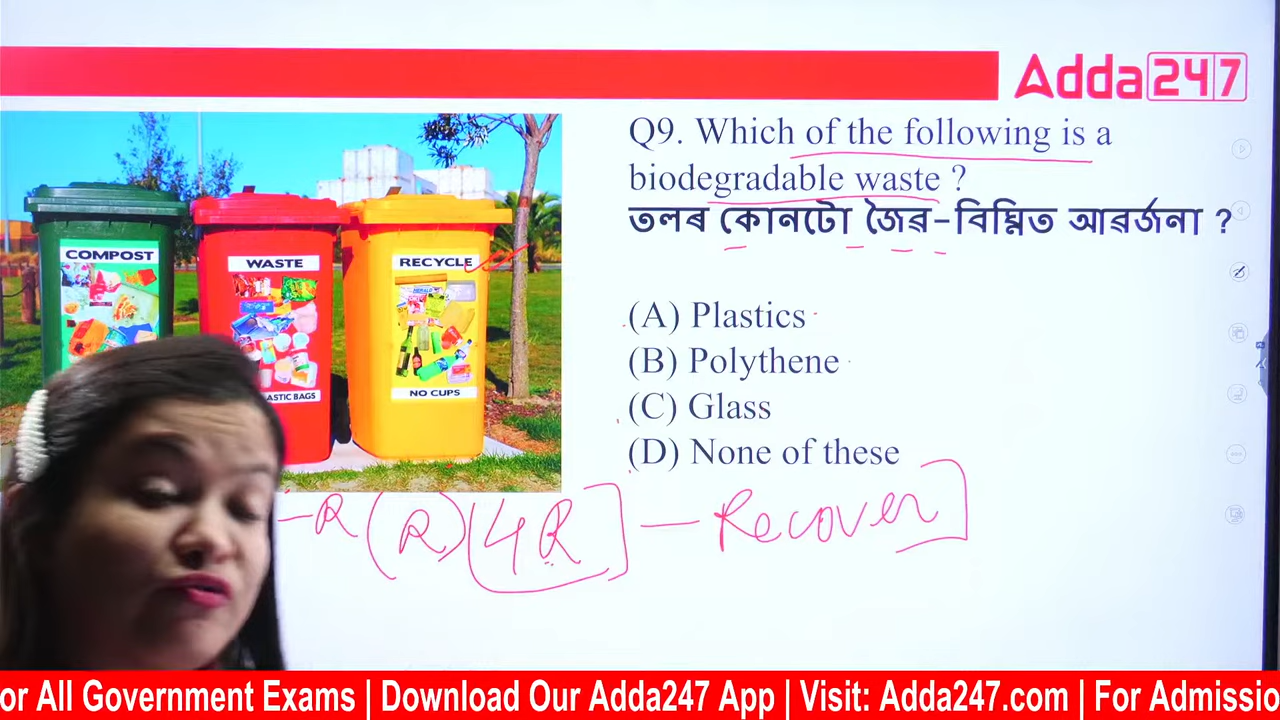 Adda247
Q9. Which of the following is a
biodegradable waste ?
তলৰ কোনটো জৈৱ-বিঘ্নিত আৱৰ্জনা ?
COMPOST
WASTE
RECYCLE
ASTIC BAGS
NO CUPS
(A) Plastics
(B) Polythene
(C) Glass
(D) None of these
-R (R) (4R] - Recover]
or All Government Exams | Download Our Adda247 App | Visit: Adda247.com | For Admissio